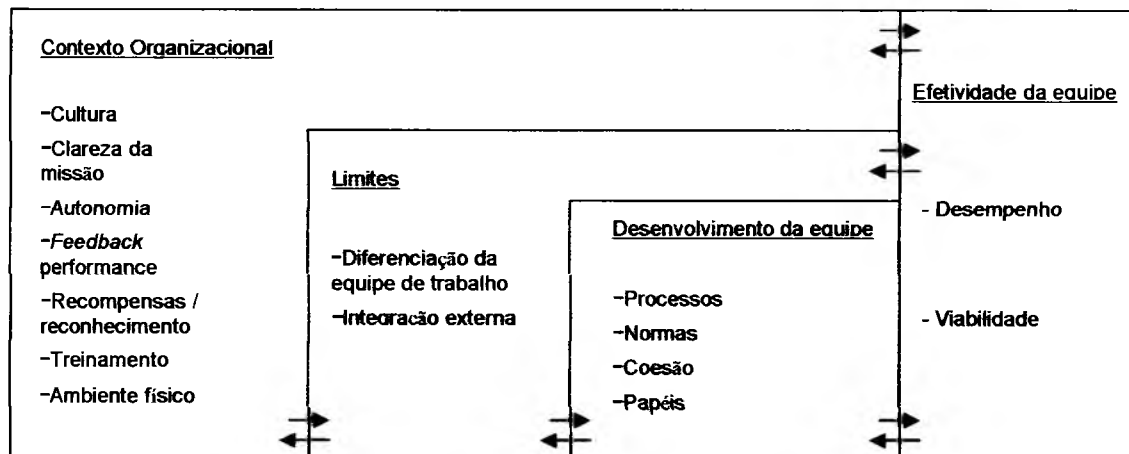 Contexto Organizacional
-Cultura
-Clareza da
missão
-Autonomia
-Feedback
performance
-Recompensas /
reconhecimento
-Treinamento
-Ambiente físico
Limites
-Diferenciação da
equipe de trabalho
-Integração externa
Desenvolvimento da equipe
-Processos
-Normas
-Coesão
-Papéis
Efetividade da equipe
- Desempenho
- Viabilidade